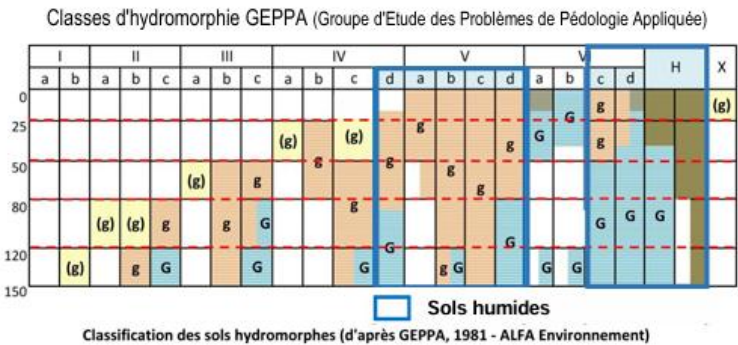 Classes d'hydromorphie GEPPA (Groupe d'Etude des Problèmes de Pédologie Appliquée)
I II III IV V VI H X
a b a b c a b c a b c d a b c d a b c d
0 g (g)
25 (g) (g) g G G g g
50 g g g
(g) g g
80 g
(g) (g) g g G G G G
120 G G
(g) g G G G g G G G
150
Sols humides
Classification des sols hydromorphes (d'après GEPPA, 1981 - ALFA Environnement)